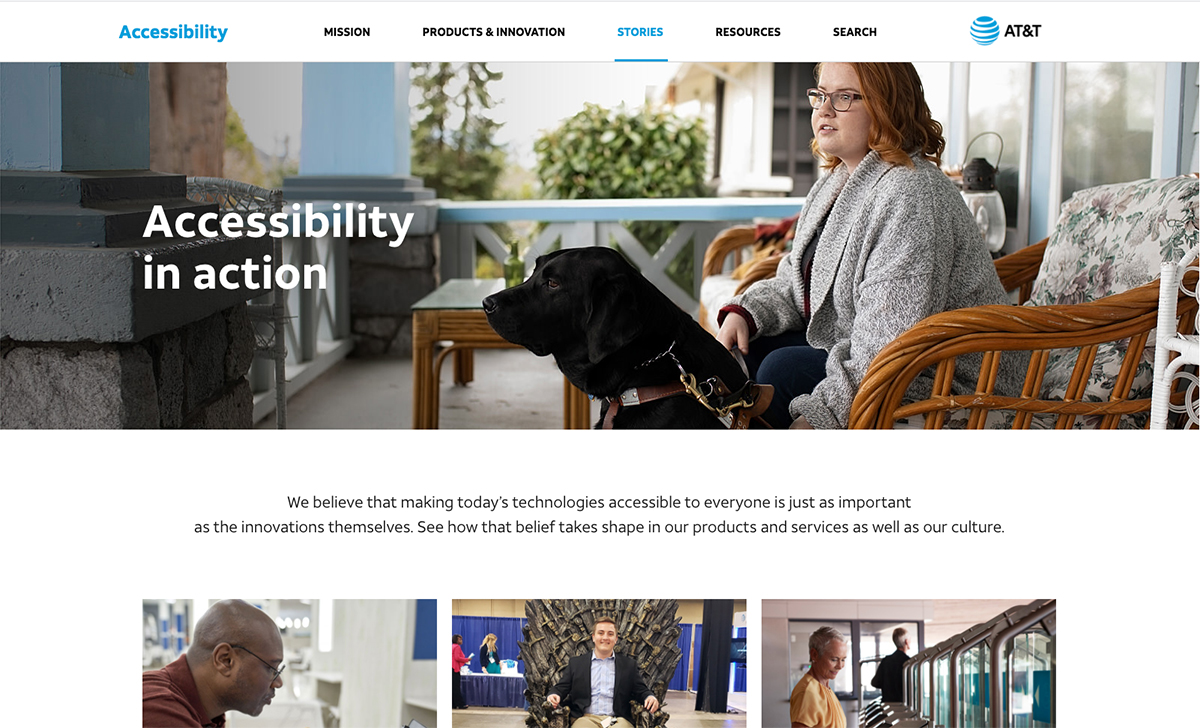 Accessibility
MISSION
PRODUCTS & INNOVATION
STORIES
RESOURCES
SEARCH
AT&T
Accessibility
in action
We believe that making today's technologies accessible to everyone is just as important
as the innovations themselves. See how that belief takes shape in our products and services as well as our culture.